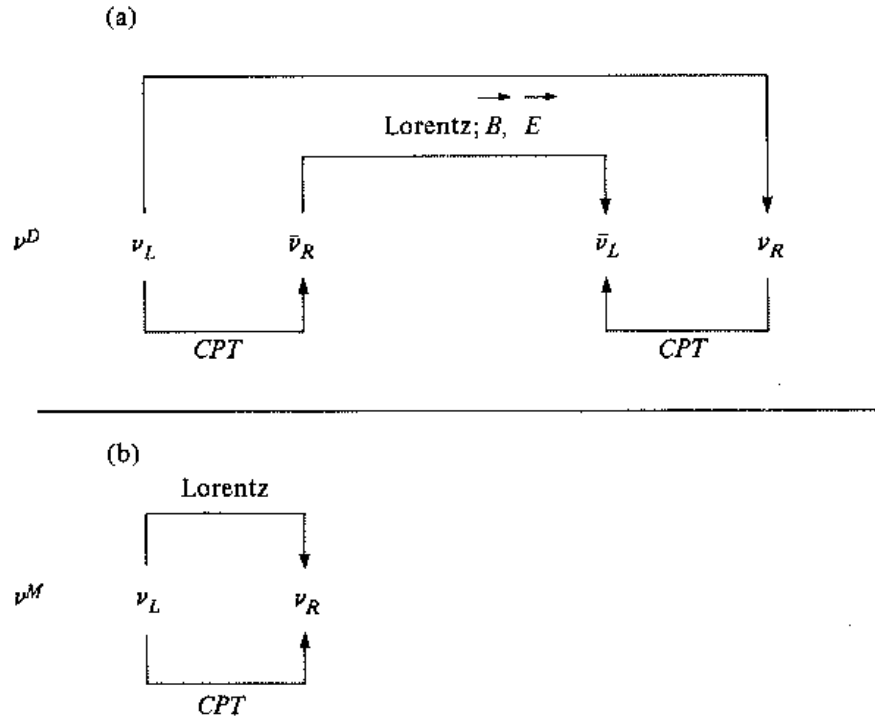 (a)
Lorentz; B, E
ν^D ν_L ν̄_R ν̄_L ν_R
CPT CPT
(b)
Lorentz
ν^M ν_L ν_R
CPT